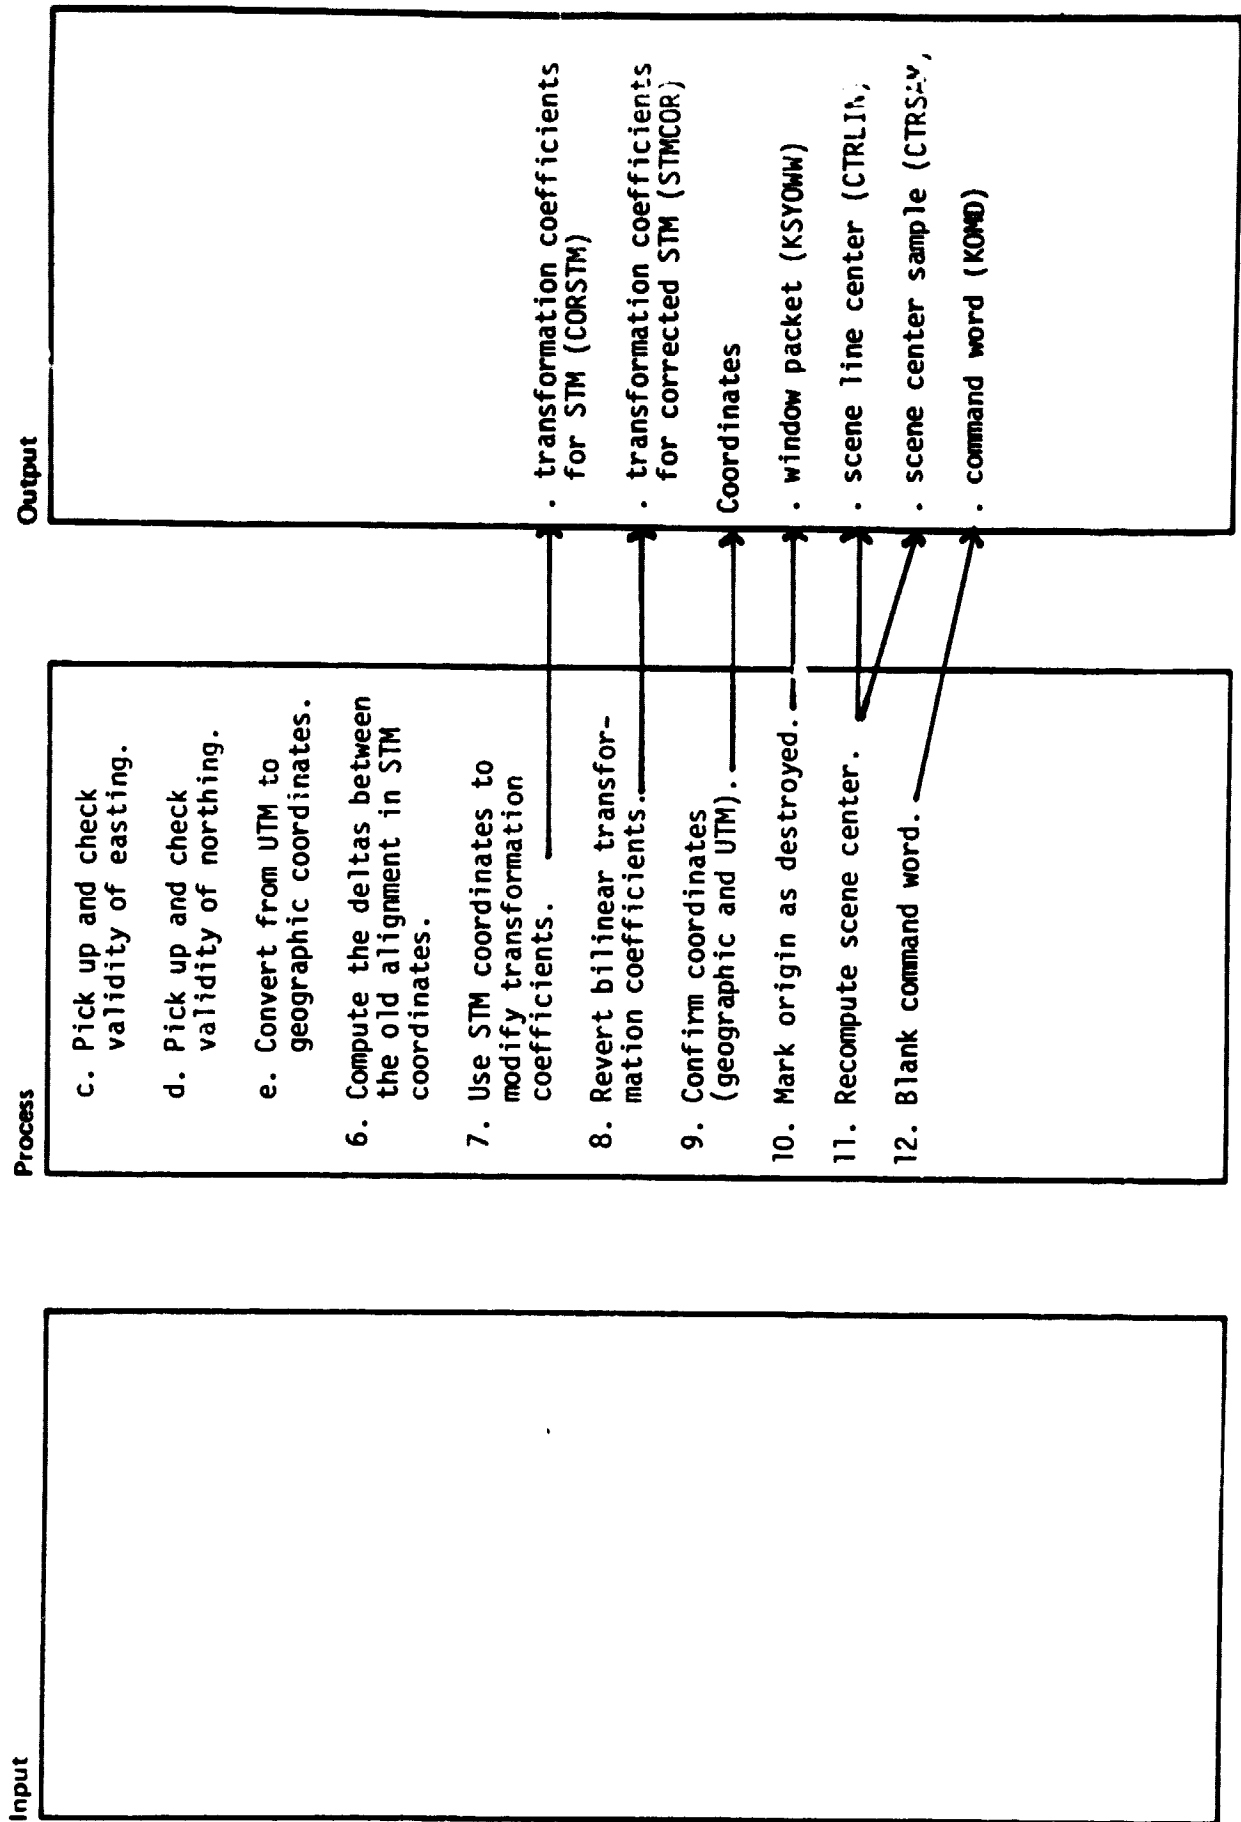 Input
Process
c. Pick up and check
validity of easting.
d. Pick up and check
validity of northing.
e. Convert from UTM to
geographic coordinates.
6. Compute the deltas between
the old alignment in STM
coordinates.
7. Use STM coordinates to
modify transformation
coefficients.
8. Revert bilinear transfor-
mation coefficients.
9. Confirm coordinates
(geographic and UTM).
10. Mark origin as destroyed.
11. Recompute scene center.
12. Blank command word.
Output
. transformation coefficients
for STM (CORSTM)
. transformation coefficients
for corrected STM (STMCOR)
Coordinates
. window packet (KSYOWW)
. scene line center
. scene center sample
. command word (KOMD)